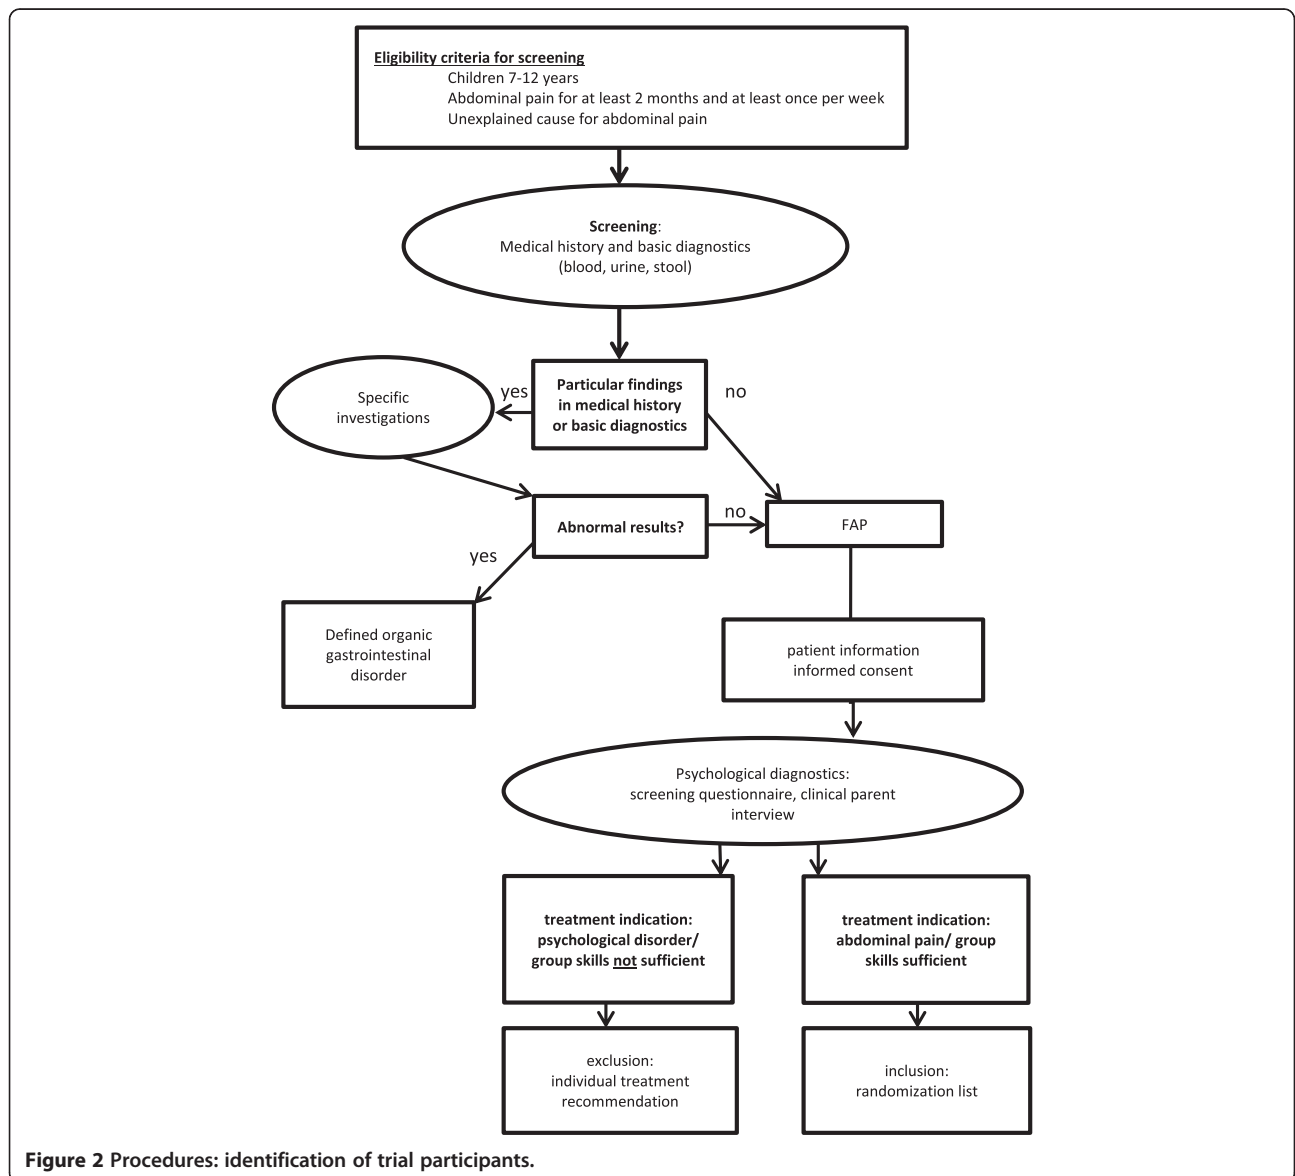 Eligibility criteria for screening
Children 7-12 years
Abdominal pain for at least 2 months and at least once per week
Unexplained cause for abdominal pain
Screening:
Medical history and basic diagnostics
(blood, urine, stool)
Specific
investigations
yes
Particular findings
in medical history
or basic diagnostics
no
Abnormal results?
no
FAP
yes
Defined organic
gastrointestinal
disorder
patient information
informed consent
Psychological diagnostics:
screening questionnaire, clinical parent
interview
treatment indication:
psychological disorder/
group skills not sufficient
treatment indication:
abdominal pain/ group
skills sufficient
exclusion:
individual treatment
recommendation
inclusion:
randomization list
Figure 2 Procedures: identification of trial participants.